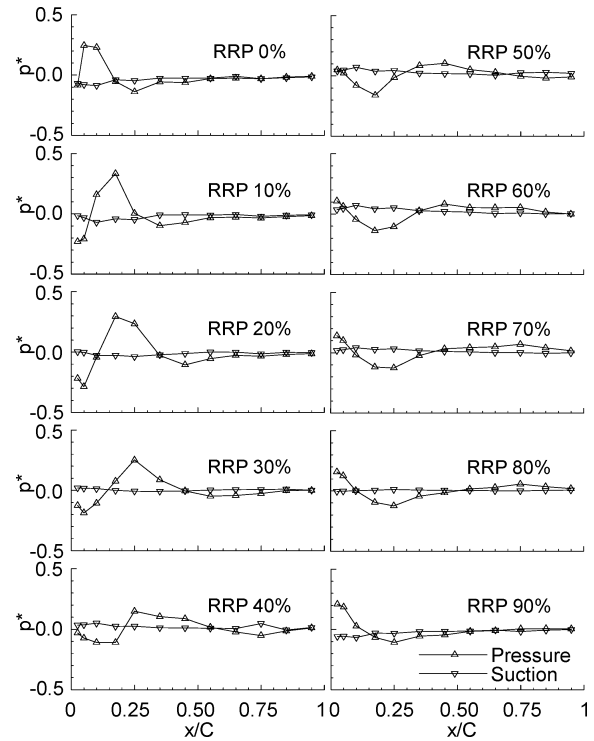 0.5
p*
0.0
-0.5
RRP 0%
RRP 50%
0.5
p*
0.0
-0.5
RRP 10%
RRP 60%
0.5
p*
0.0
-0.5
RRP 20%
RRP 70%
0.5
p*
0.0
-0.5
RRP 30%
RRP 80%
0.5
p*
0.0
-0.5
RRP 40%
RRP 90%
Pressure
Suction
0 0.25 0.50 0.75 1
0 0.25 0.50 0.75 1
x/C
x/C